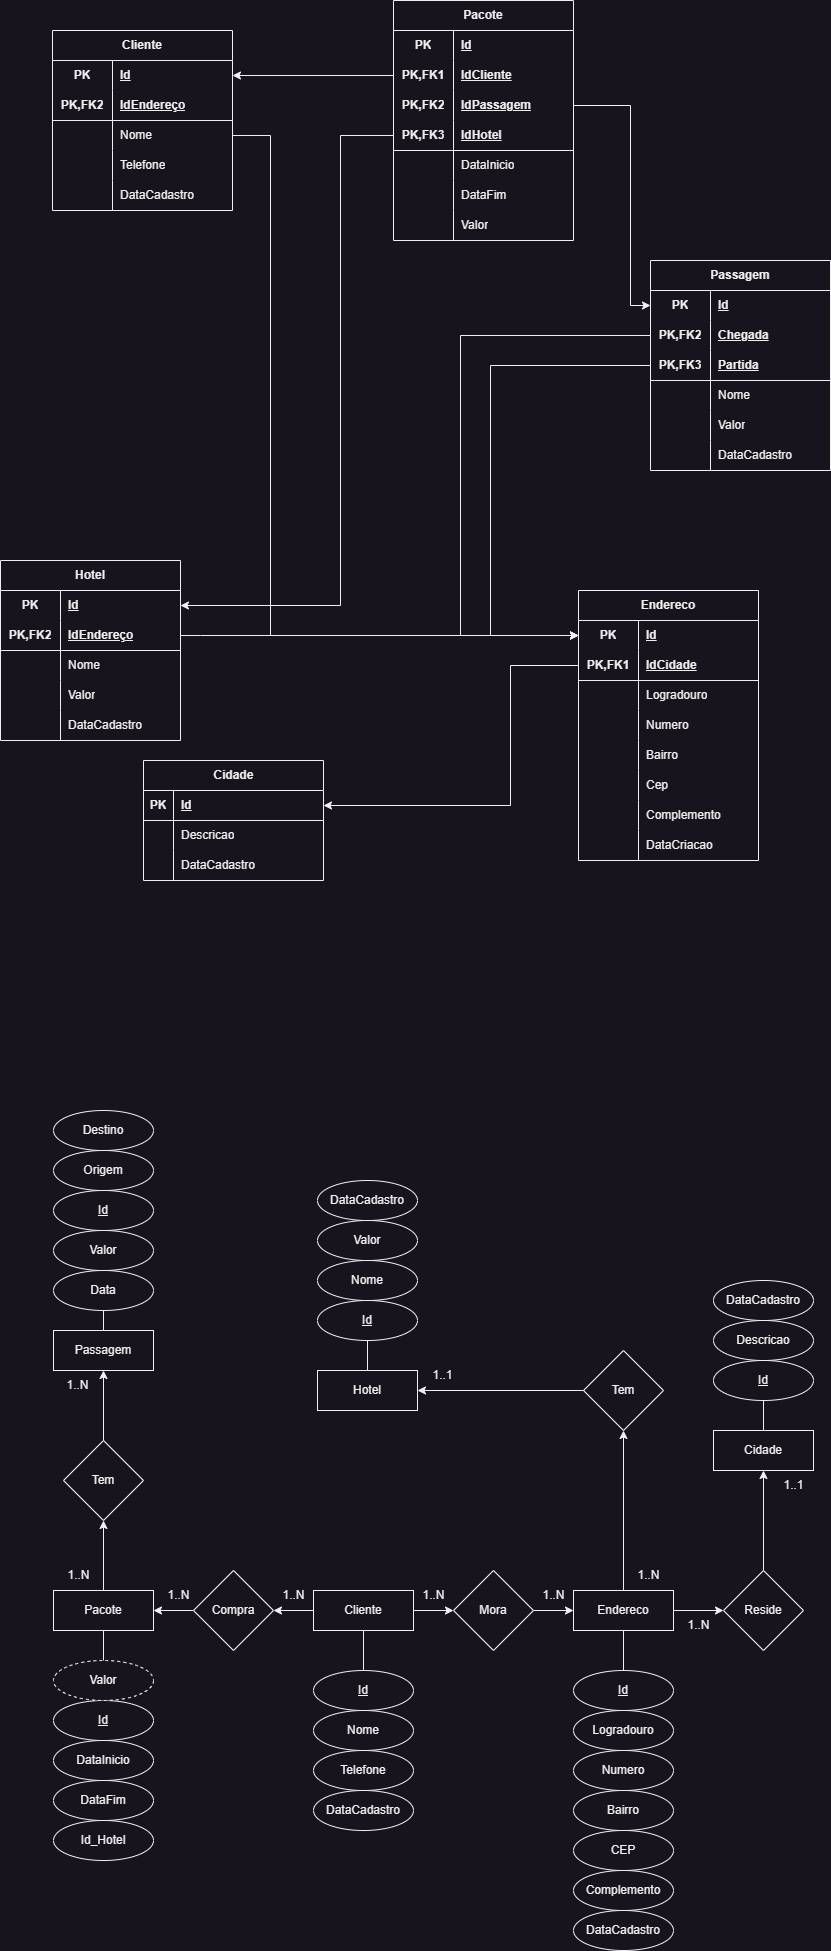 Pacote
PK Id
PK,FK1 IdCliente
PK,FK2 IdPassagem
PK,FK3 IdHotel
DataInicio
DataFim
Valor
Cliente
PK Id
PK,FK2 IdEndereço
Nome
Telefone
DataCadastro
Passagem
PK Id
PK,FK2 Chegada
PK,FK3 Partida
Nome
Valor
DataCadastro
Hotel
PK Id
PK,FK2 IdEndereço
Nome
Valor
DataCadastro
Endereco
PK Id
PK,FK1 IdCidade
Logradouro
Numero
Bairro
Cep
Complemento
DataCriacao
Cidade
PK Id
Descricao
DataCadastro
Destino
Origem
Id
Valor
Data
Passagem
1..N
Tem
1..N
DataCadastro
Valor
Nome
Id
Hotel
1..1
Tem
1..N
DataCadastro
Descricao
Id
Cidade
1..1
Pacote
1..N
Compra
1..N
Cliente
1..N
Mora
1..N
Endereco
1..N
Reside
Valor
Id
DataInicio
DataFim
Id_Hotel
Id
Nome
Telefone
DataCadastro
Id
Logradouro
Numero
Bairro
CEP
Complemento
DataCadastro